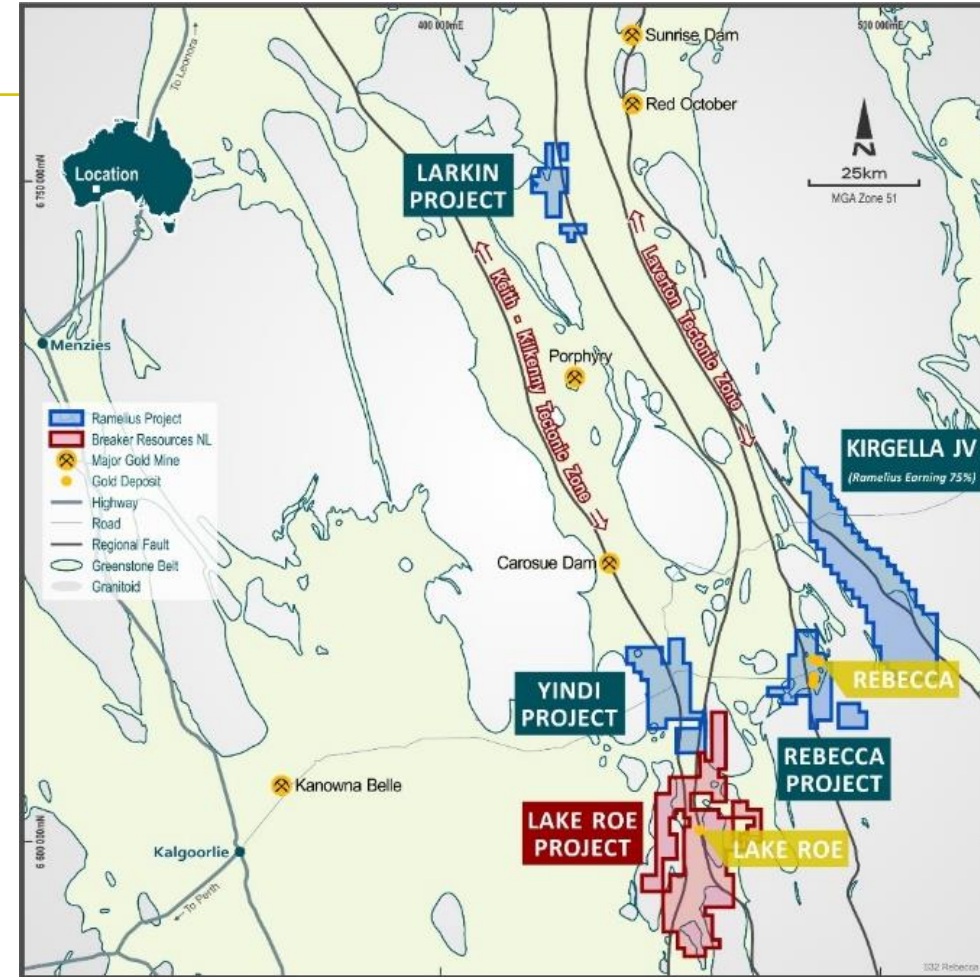 400 000mE
500 000mE
To Leonora
Sunrise Dam
Red October
N
25km
MGA Zone 51
Location
6 750 000mN
LARKIN
PROJECT
Keith - Kilkenny Tectonic Zone
Laverton Tectonic Zone
Menzies
Porphyry
Ramelius Project
Breaker Resources NL
Major Gold Mine
Gold Deposit
Highway
Road
Regional Fault
Greenstone Belt
Granitoid
KIRGELLA JV
(Ramelius Earning 75%)
Carosue Dam
YINDI
PROJECT
REBECCA
REBECCA
PROJECT
Kanowna Belle
LAKE ROE
PROJECT
LAKE ROE
Kalgoorlie
6 600 000mN
To Perth